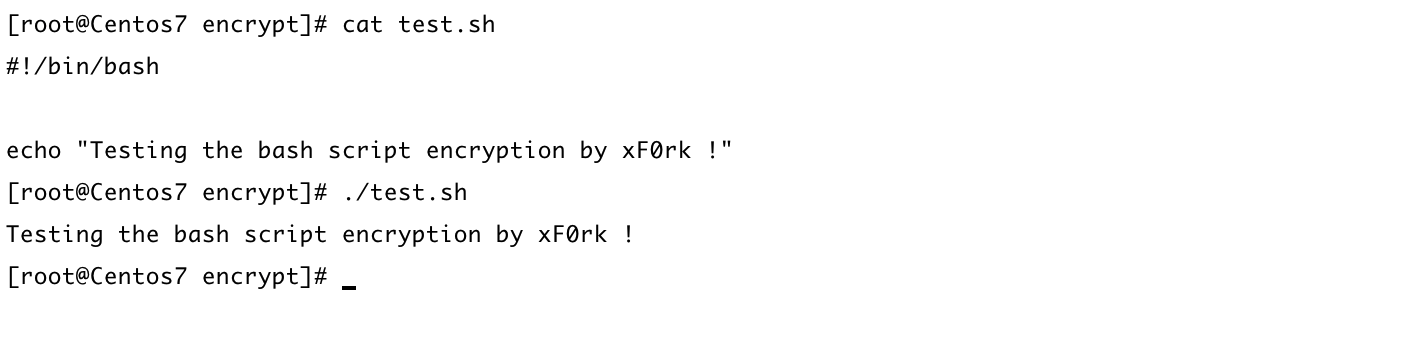 [root@Centos7 encrypt]# cat test.sh
#!/bin/bash
echo "Testing the bash script encryption by xF0rk !"
[root@Centos7 encrypt]# ./test.sh
Testing the bash script encryption by xF0rk !
[root@Centos7 encrypt]# _